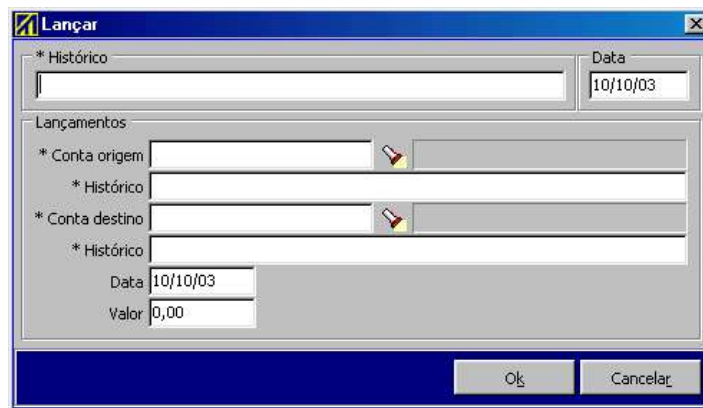 Lançar
* Histórico
Data
10/10/03
Lançamentos
* Conta origem
* Histórico
* Conta destino
* Histórico
Data 10/10/03
Valor 0,00
Ok Cancelar